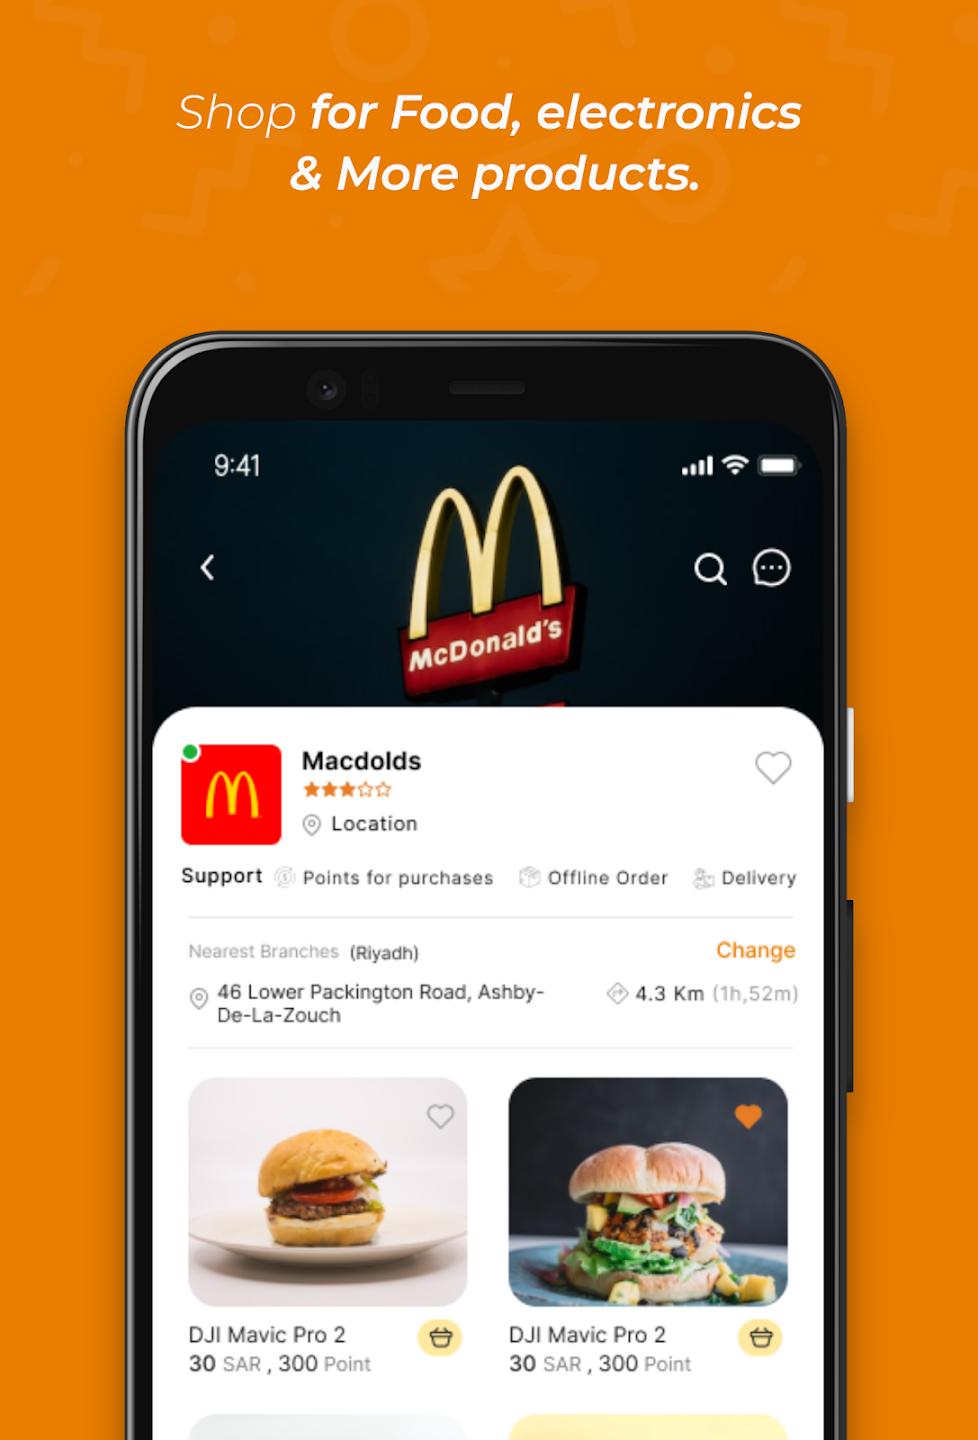 Shop for Food, electronics
& More products.
9:41
McDonald's
Macdolds
Location
Support Points for purchases Offline Order Delivery
Nearest Branches (Riyadh) Change
46 Lower Packington Road, Ashby-
De-La-Zouch
4.3 Km (1h,52m)
DJI Mavic Pro 2
30 SAR , 300 Point
DJI Mavic Pro 2
30 SAR , 300 Point